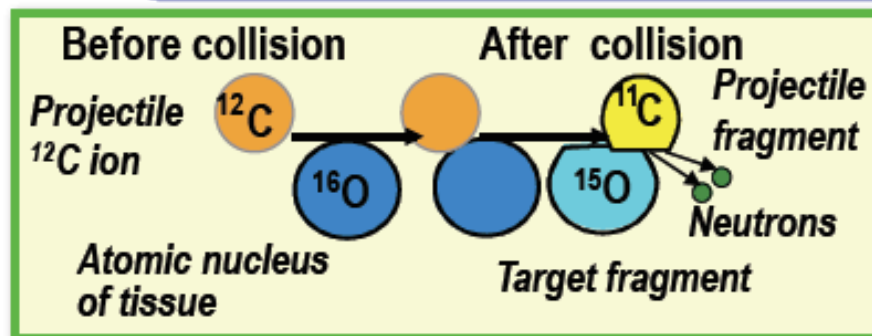 Before collision
After collision
Projectile
¹²C ion
¹²C
¹⁶O
Atomic nucleus
of tissue
¹¹C
¹⁵O
Projectile
fragment
Neutrons
Target fragment